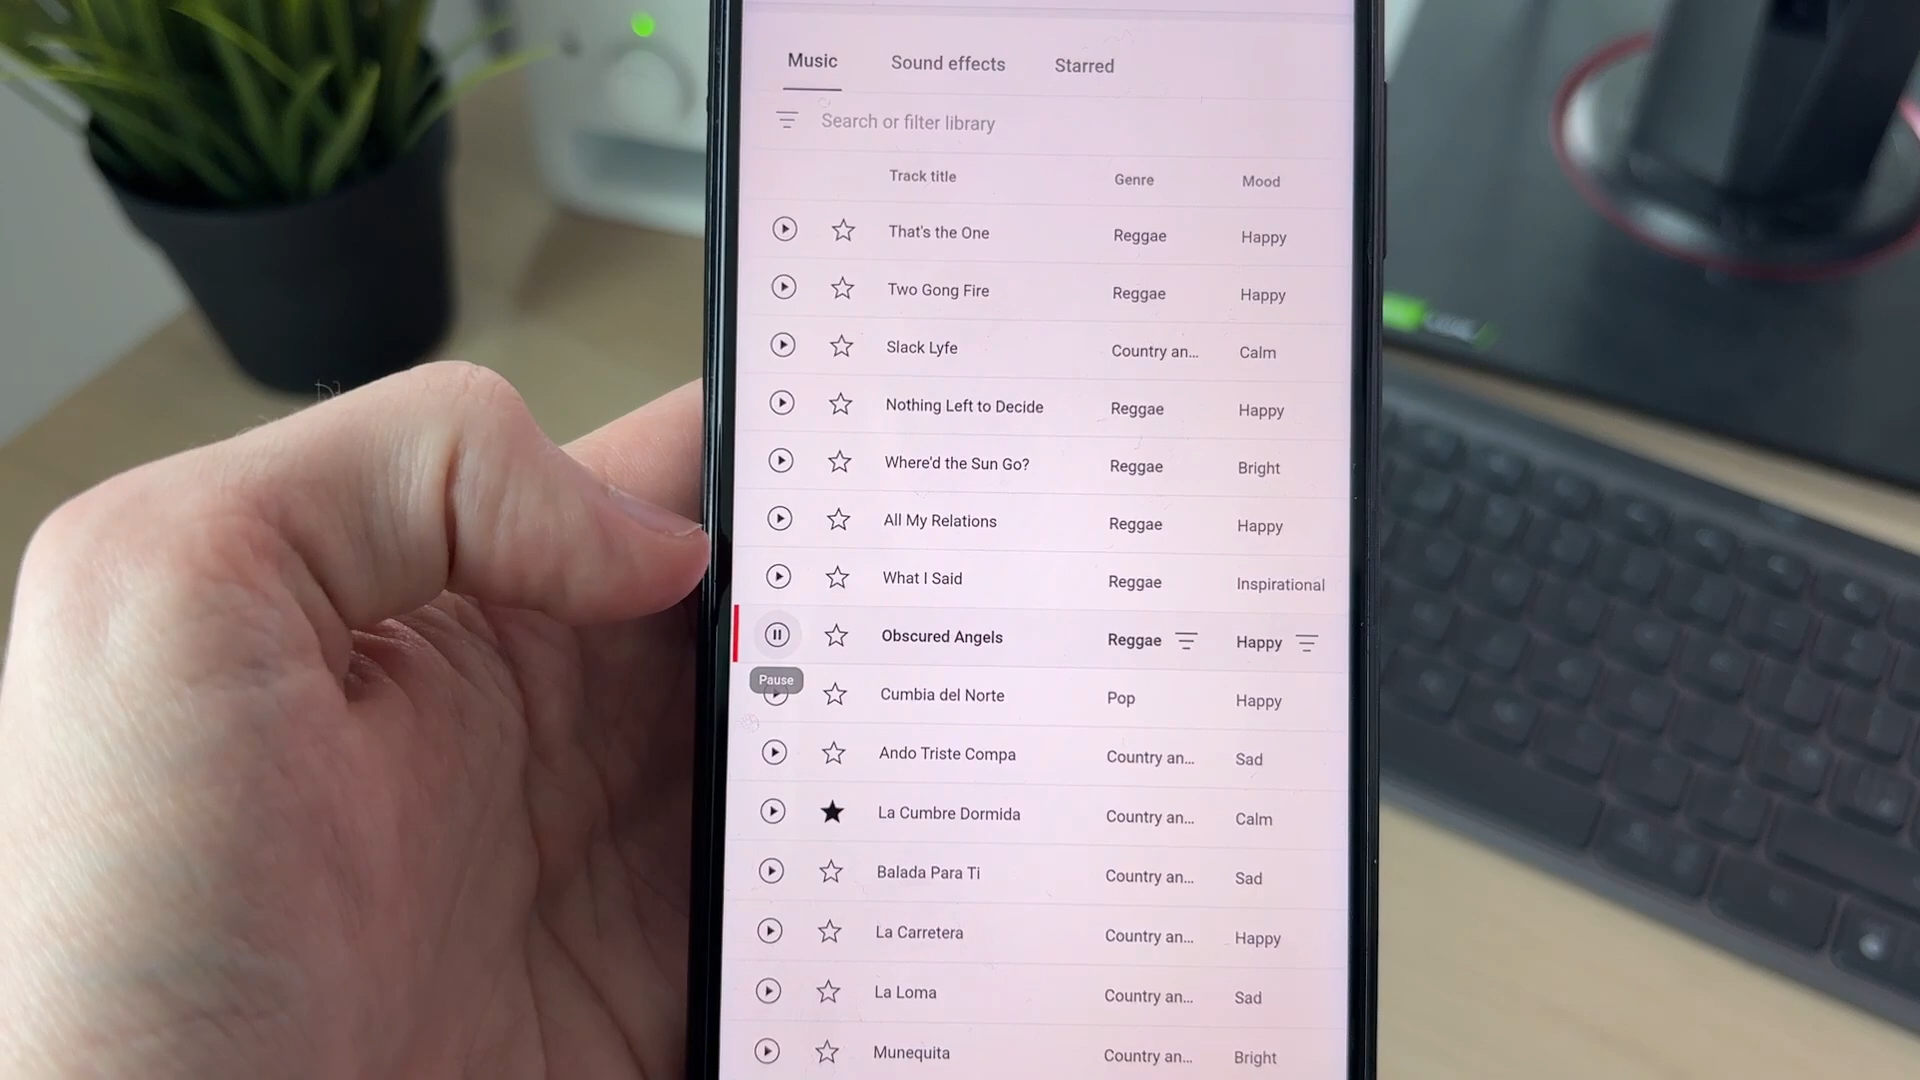 Music Sound effects Starred
Search or filter library
Track title Genre Mood
That's the One Reggae Happy
Two Gong Fire Reggae Happy
Slack Lyfe Country an... Calm
Nothing Left to Decide Reggae Happy
Where'd the Sun Go? Reggae Bright
All My Relations Reggae Happy
What I Said Reggae Inspirational
Obscured Angels Reggae Happy
Pause
Cumbia del Norte Pop Happy
Ando Triste Compa Country an... Sad
La Cumbre Dormida Country an... Calm
Balada Para Ti Country an... Sad
La Carretera Country an... Happy
La Loma Country an... Sad
Munequita Country an... Bright